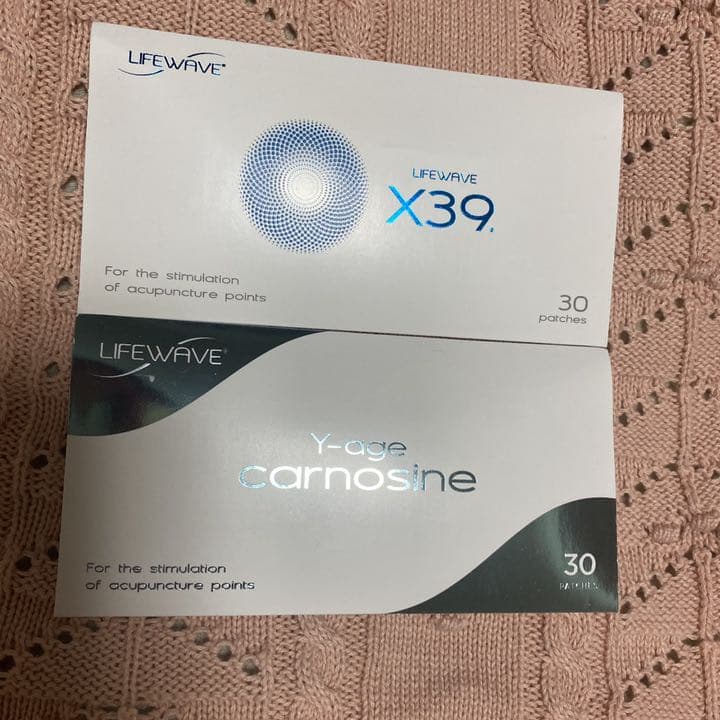 LIFEWAVE®
LIFEWAVE
X39.
For the stimulation
of acupuncture points
30
patches
LIFEWAVE®
Y-age
carnosine
For the stimulation
of acupuncture points
30
PATCHES